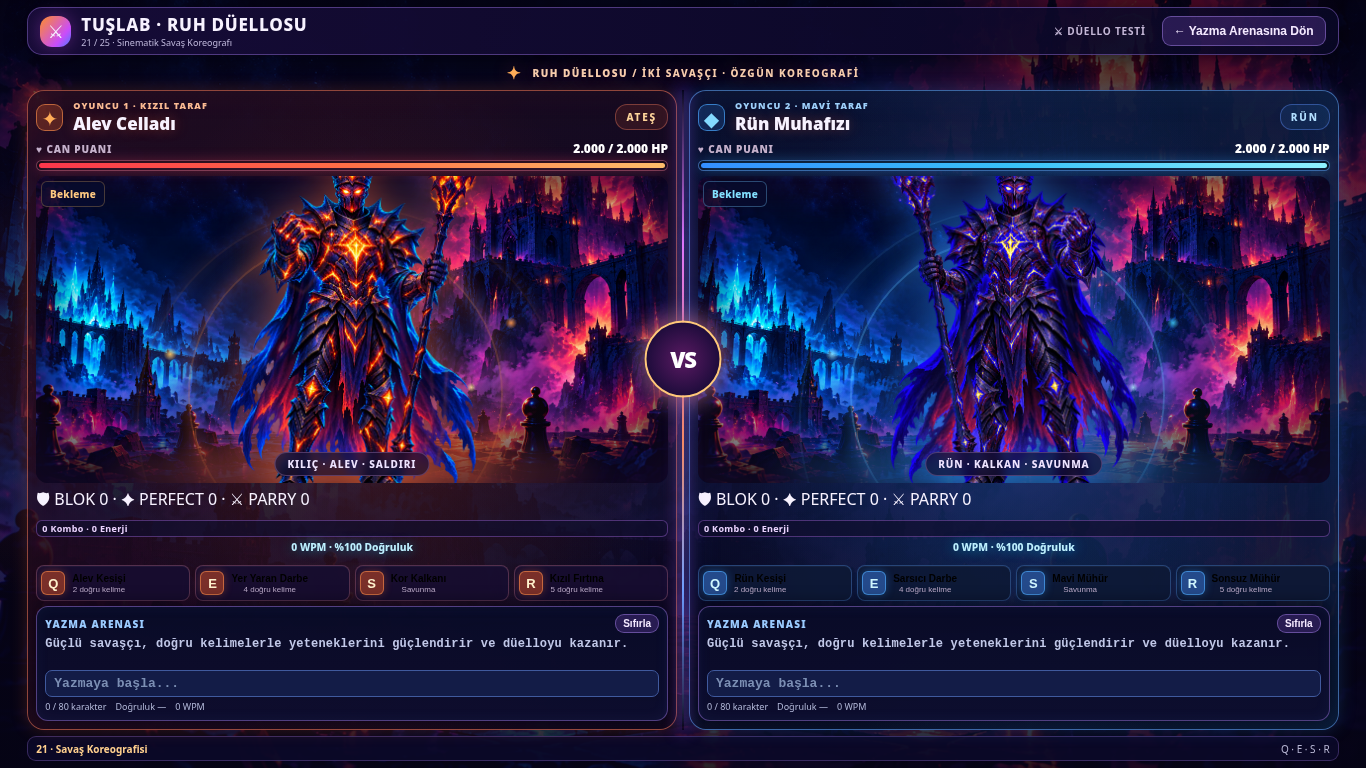 TUŞLAB · RUH DÜELLOSU
21 / 25 · Sinematik Savaş Koreografı
⚔ DÜELLO TESTİ
← Yazma Arenasına Dön
✦ RUH DÜELLOSU / İKİ SAVAŞÇI · ÖZGÜN KOREOGRAFİ
OYUNCU 1 · KIZIL TARAF
Alev Celladı
ATEŞ
♥ CAN PUANI
2.000 / 2.000 HP
Bekleme
KILIÇ · ALEV · SALDIRI
🛡 BLOK 0 · ✦ PERFECT 0 · ⚔ PARRY 0
0 Kombo · 0 Enerji
0 WPM · %100 Doğruluk
Q Alev Kesişi
2 doğru kelime
E Yer Yaran Darbe
4 doğru kelime
S Kor Kalkanı
Savunma
R Kızıl Fırtına
5 doğru kelime
YAZMA ARENASI
Sıfırla
Güçlü savaşçı, doğru kelimelerle yeteneklerini güçlendirir ve düelloyu kazanır.
Yazmaya başla...
0 / 80 karakter Doğruluk — 0 WPM
VS
OYUNCU 2 · MAVİ TARAF
Rün Muhafızı
RÜN
♥ CAN PUANI
2.000 / 2.000 HP
Bekleme
RÜN · KALKAN · SAVUNMA
🛡 BLOK 0 · ✦ PERFECT 0 · ⚔ PARRY 0
0 Kombo · 0 Enerji
0 WPM · %100 Doğruluk
Q Rün Kesişi
2 doğru kelime
E Sarsıcı Darbe
4 doğru kelime
S Mavi Mühür
Savunma
R Sonsuz Mühür
5 doğru kelime
YAZMA ARENASI
Sıfırla
Güçlü savaşçı, doğru kelimelerle yeteneklerini güçlendirir ve düelloyu kazanır.
Yazmaya başla...
0 / 80 karakter Doğruluk — 0 WPM
21 · Savaş Koreografisi
Q · E · S · R